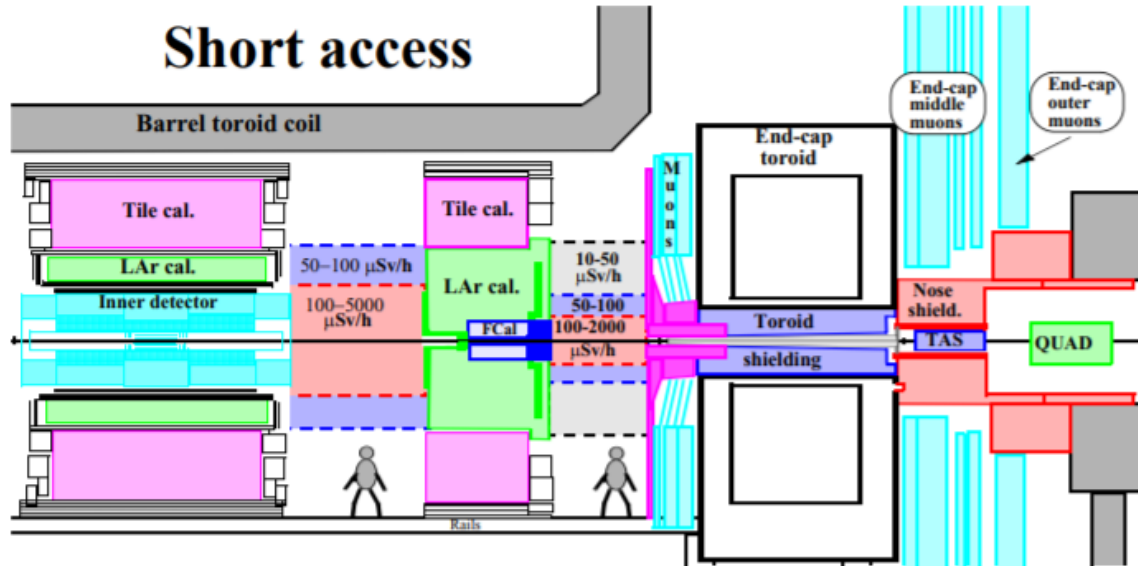 Short access
Barrel toroid coil
End-cap
middle
muons
End-cap
outer
muons
End-cap
toroid
Muons
Tile cal.
Tile cal.
LAr cal.
50–100 µSv/h
10-50
µSv/h
LAr cal.
Inner detector
100–5000
µSv/h
50-100
FCal
100-2000
µSv/h
Toroid
shielding
Nose
shield.
TAS
QUAD
Rails